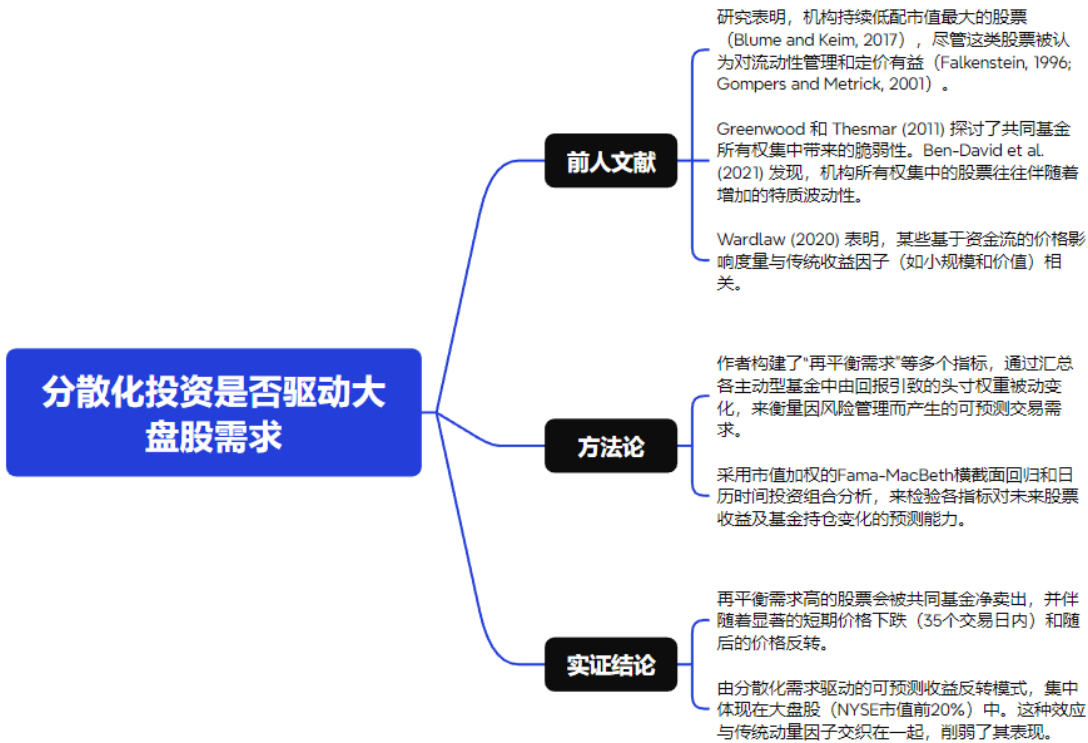 分散化投资是否驱动大
盘股需求
前人文献
研究表明，机构持续低配市值最大的股票
（Blume and Keim, 2017），尽管这类股票被认
为对流动性管理和定价有益（Falkenstein, 1996;
Gompers and Metrick, 2001）。
Greenwood 和 Thesmar (2011) 探讨了共同基金
所有权集中带来的脆弱性。Ben-David et al.
(2021) 发现，机构所有权集中的股票往往伴随着
增加的特质波动性。
Wardlaw (2020) 表明，某些基于资金流的价格影
响度量与传统收益因子（如小规模和价值）相
关。
方法论
作者构建了“再平衡需求”等多个指标，通过汇总
各主动型基金中由回报引致的头寸权重被动变
化，来衡量因风险管理而产生的可预测交易需
求。
采用市值加权的Fama-MacBeth横截面回归和日
历时间投资组合分析，来检验各指标对未来股票
收益及基金持仓变化的预测能力。
实证结论
再平衡需求高的股票会被共同基金净卖出，并伴
随着显著的短期价格下跌（35个交易日内）和随
后的价格反转。
由分散化需求驱动的可预测收益反转模式，集中
体现在大盘股（NYSE市值前20%）中。这种效应
与传统动量因子交织在一起，削弱了其表现。